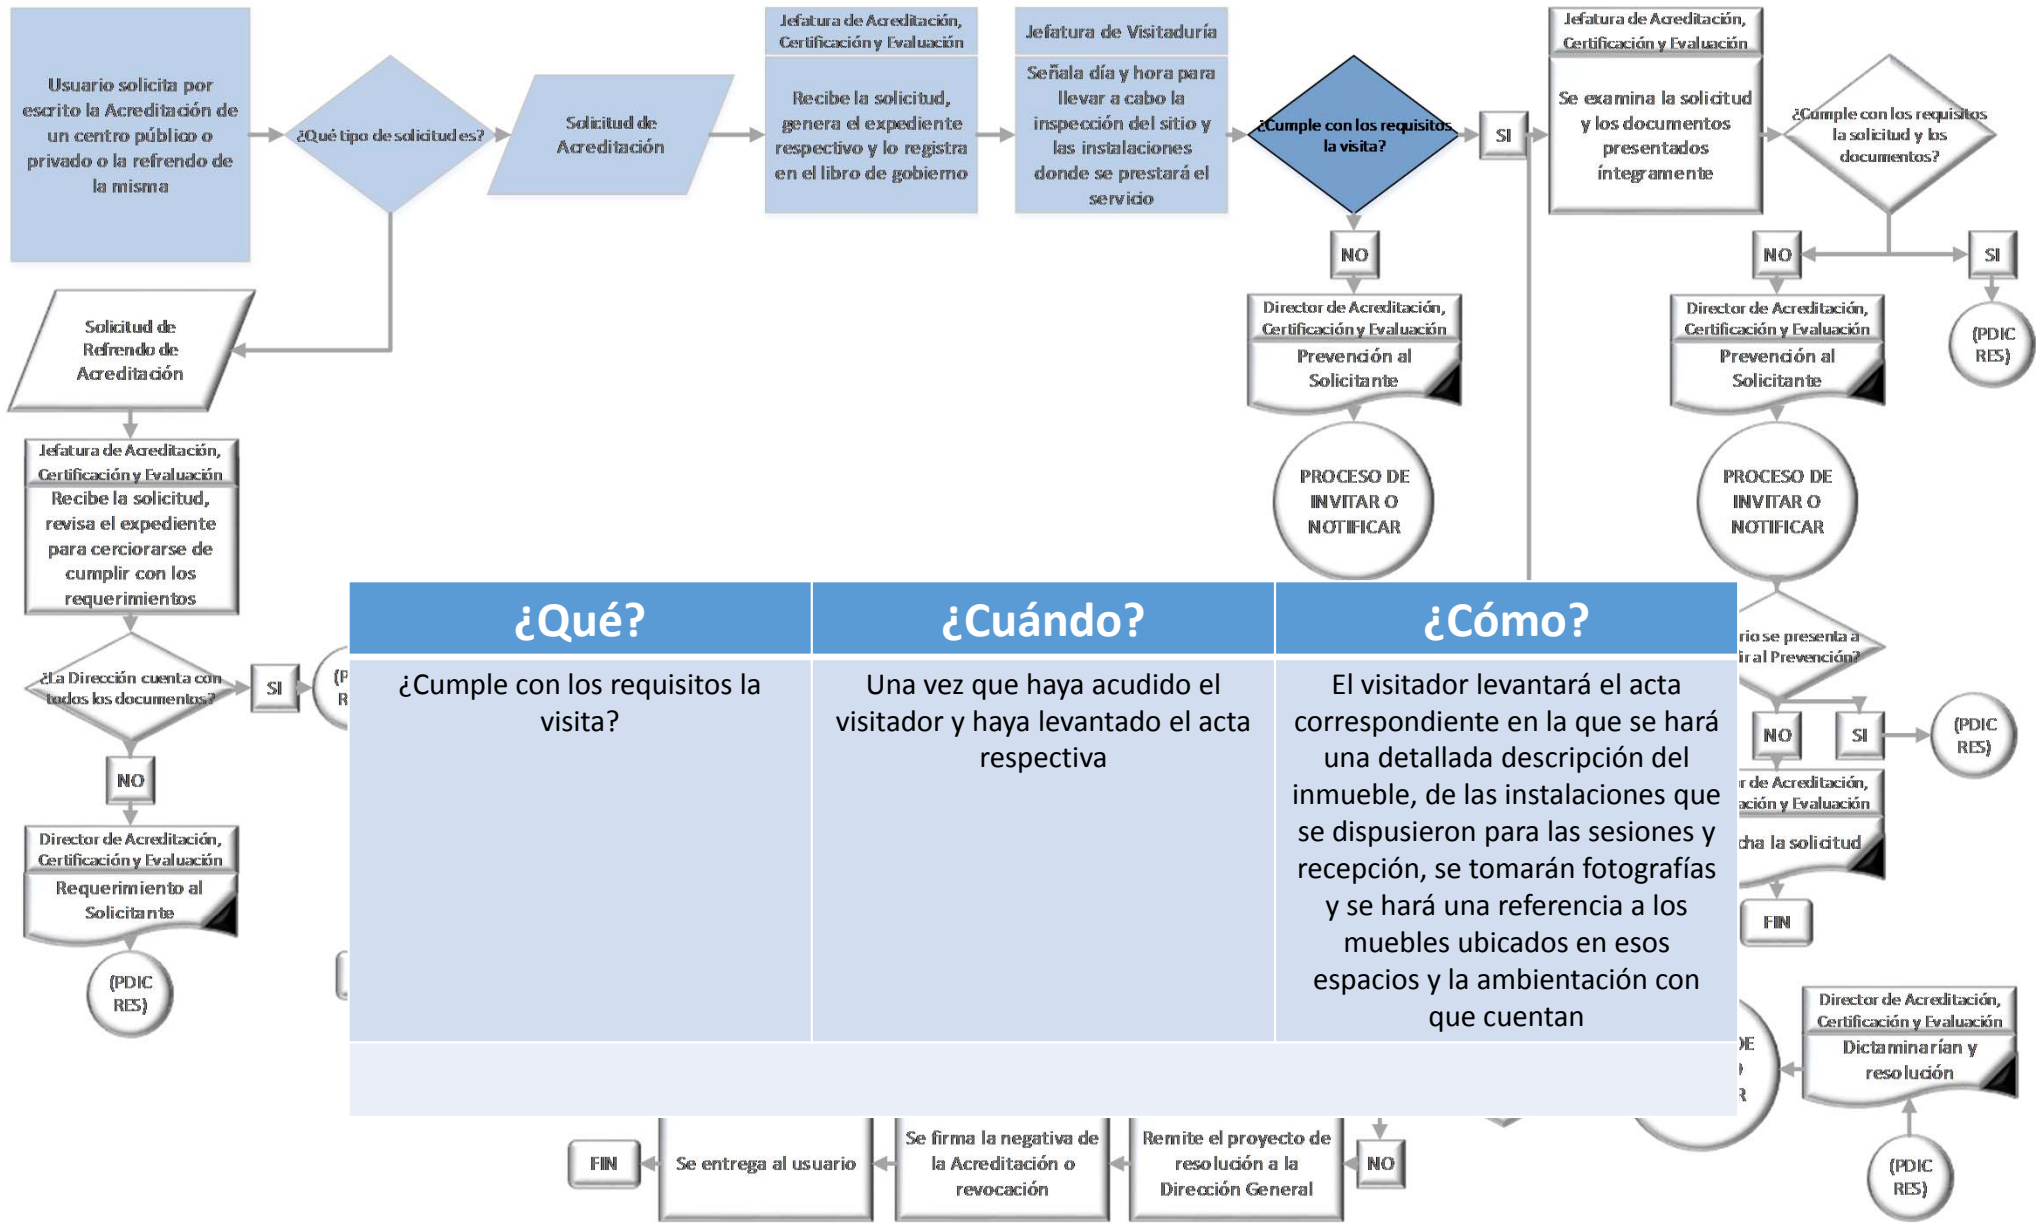 Usuario solicita por
escrito la Acreditación de
un centro público o
privado o la refrendo de
la misma
¿Qué tipo de solicitud es?
Solicitud de
Acreditación
Jefatura de Acreditación,
Certificación y Evaluación
Recibe la solicitud,
genera el expediente
respectivo y lo registra
en el libro de gobierno
Jefatura de Visitaduría
Señala día y hora para
llevar a cabo la
inspección del sitio y
las instalaciones
donde se prestará el
servicio
¿Cumple con los requisitos
la visita?
SI
Jefatura de Acreditación,
Certificación y Evaluación
Se examina la solicitud
y los documentos
presentados
íntegramente
¿Cumple con los requisitos
la solicitud y los
documentos?
NO
Director de Acreditación,
Certificación y Evaluación
Prevención al
Solicitante
PROCESO DE
INVITAR O
NOTIFICAR
NO
SI
Director de Acreditación,
Certificación y Evaluación
Prevención al
Solicitante
(PDIC
RES)
PROCESO DE
INVITAR O
NOTIFICAR
Solicitud de
Refrendo de
Acreditación
Jefatura de Acreditación,
Certificación y Evaluación
Recibe la solicitud,
revisa el expediente
para cerciorarse de
cumplir con los
requerimientos
¿La Dirección cuenta con
todos los documentos?
SI
NO
Director de Acreditación,
Certificación y Evaluación
Requerimiento al
Solicitante
(PDIC
RES)
¿Qué?
¿Cuándo?
¿Cómo?
¿Cumple con los requisitos la
visita?
Una vez que haya acudido el
visitador y haya levantado el acta
respectiva
El visitador levantará el acta
correspondiente en la que se hará
una detallada descripción del
inmueble, de las instalaciones que
se dispusieron para las sesiones y
recepción, se tomarán fotografías
y se hará una referencia a los
muebles ubicados en esos
espacios y la ambientación con
que cuentan
se presenta a
al Prevención?
NO
SI
(PDIC
RES)
de Acreditación,
y Evaluación
la solicitud
FIN
Director de Acreditación,
Certificación y Evaluación
Dictaminarían y
resolución
(PDIC
RES)
FIN
Se entrega al usuario
Se firma la negativa de
la Acreditación o
revocación
Remite el proyecto de
resolución a la
Dirección General
NO